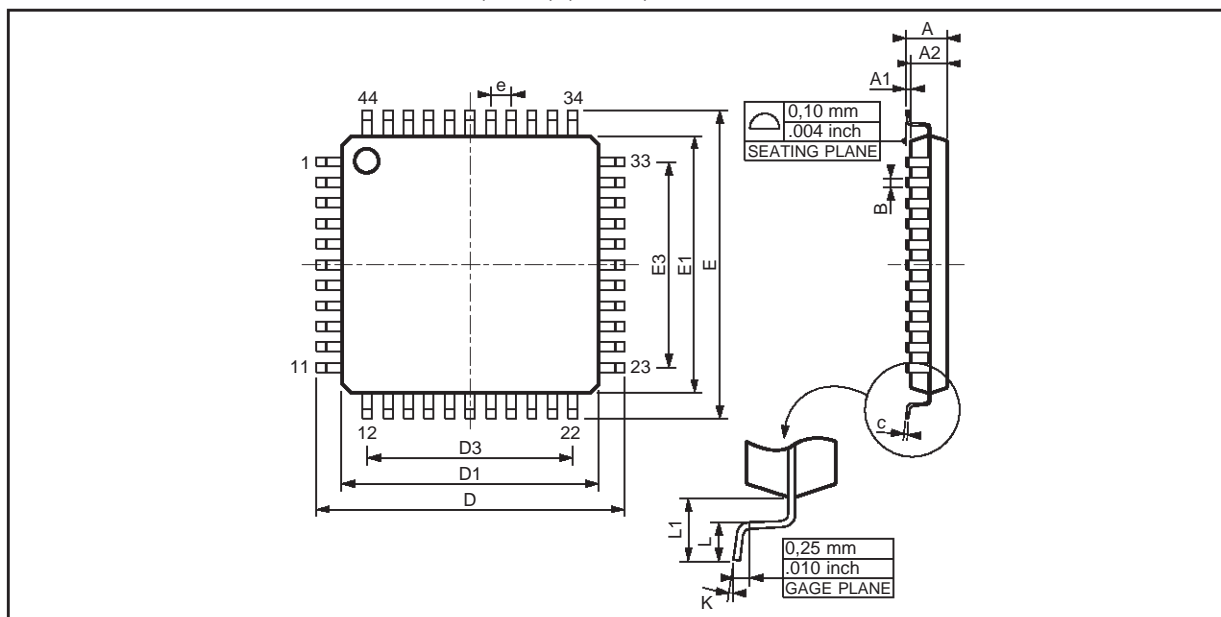 A
A2
A1
e
44
34
0,10 mm
.004 inch
SEATING PLANE
1
33
B
E3
E1
E
11
23
12
22
D3
D1
D
c
L1
L
K
0,25 mm
.010 inch
GAGE PLANE